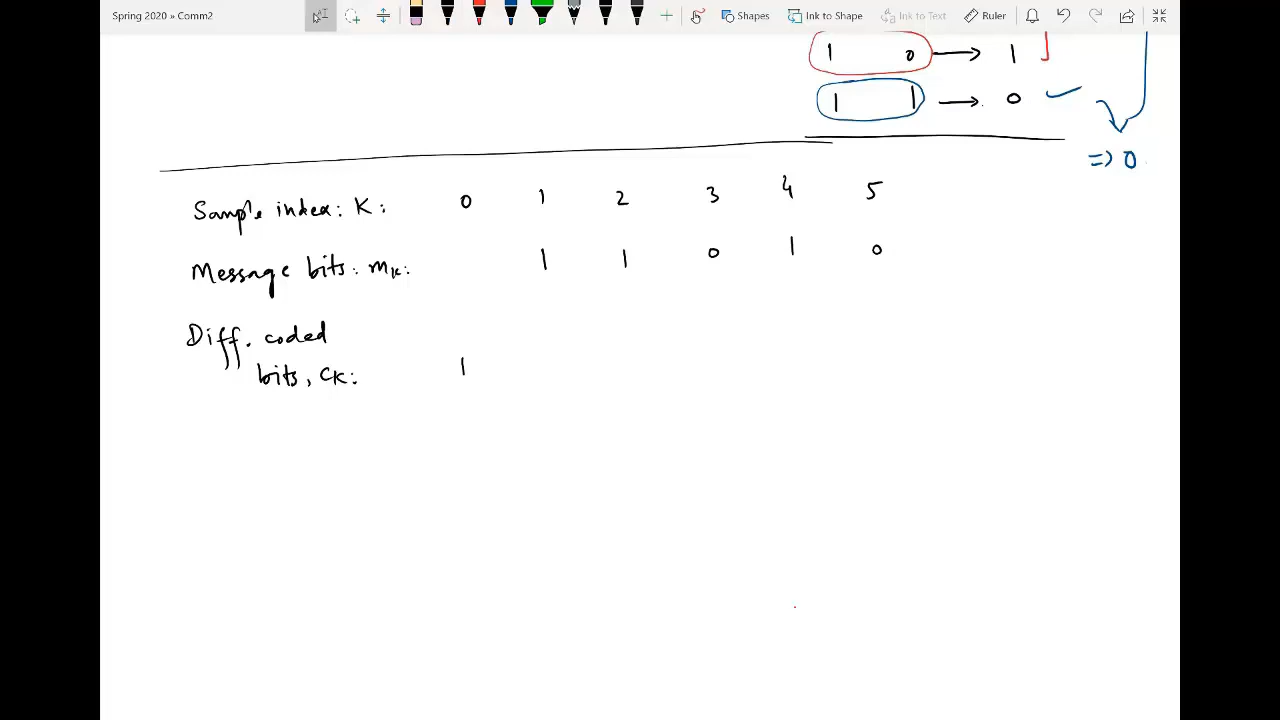 Spring 2020 » Comm2
Shapes
Ink to Shape
Ink to Text
Ruler
1 0 → 1
1 1 → 0
=> 0
Sample index: K: 0 1 2 3 4 5
Message bits: mK: 1 1 0 1 0
Diff. coded
bits, CK: 1